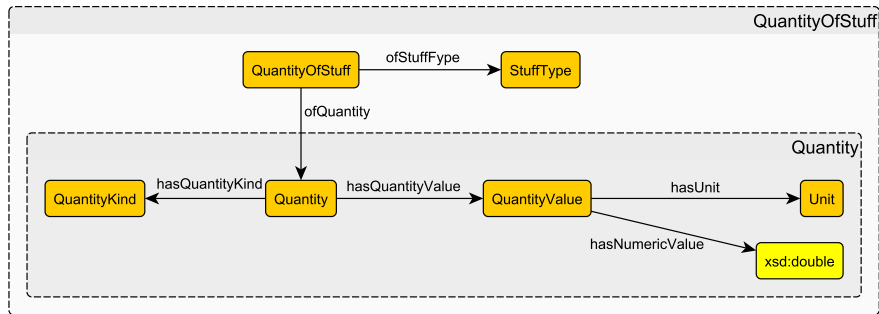 QuantityOfStuff
QuantityOfStuff
ofStuffFype
StuffType
ofQuantity
Quantity
QuantityKind
hasQuantityKind
Quantity
hasQuantityValue
QuantityValue
hasUnit
Unit
hasNumericValue
xsd:double